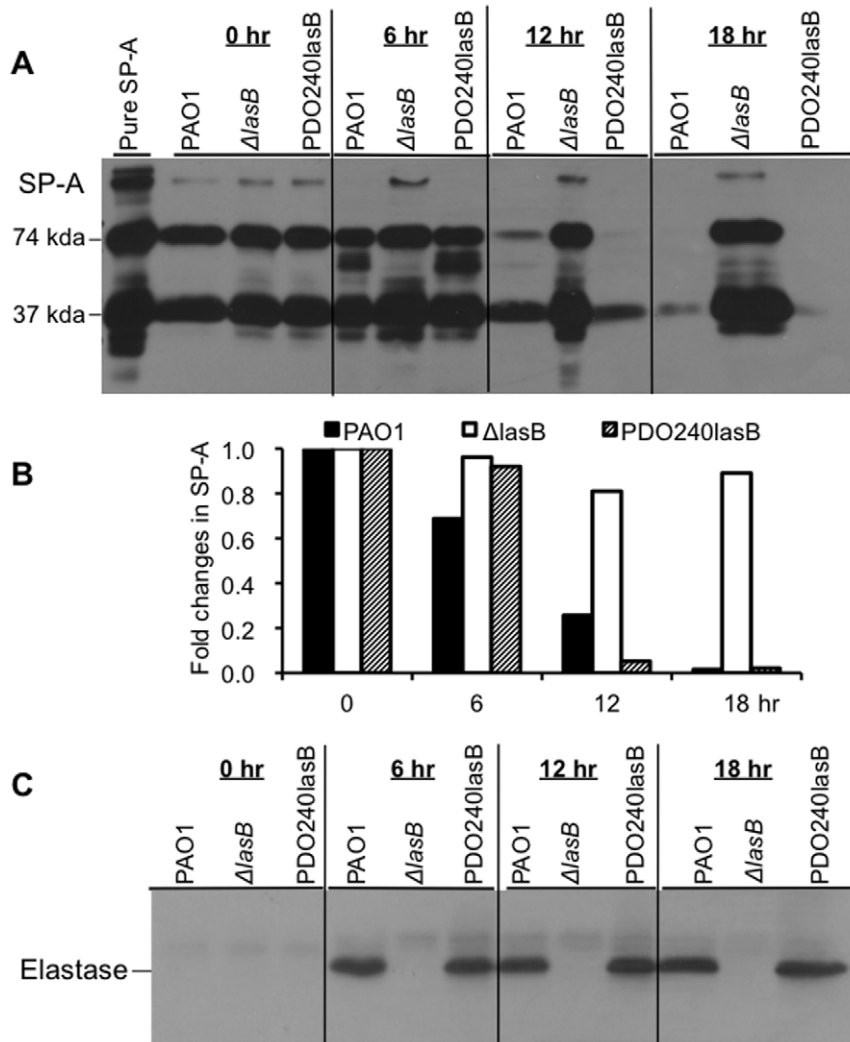 A
0 hr
6 hr
12 hr
18 hr
Pure SP-A
PAO1
ΔlasB
PDO240lasB
PAO1
ΔlasB
PDO240lasB
PAO1
ΔlasB
PDO240lasB
PAO1
ΔlasB
PDO240lasB
SP-A
74 kda
37 kda
B
PAO1
ΔlasB
PDO240lasB
Fold changes in SP-A
1.0
0.8
0.6
0.4
0.2
0.0
0
6
12
18 hr
C
0 hr
6 hr
12 hr
18 hr
PAO1
ΔlasB
PDO240lasB
PAO1
ΔlasB
PDO240lasB
PAO1
ΔlasB
PDO240lasB
PAO1
ΔlasB
PDO240lasB
Elastase